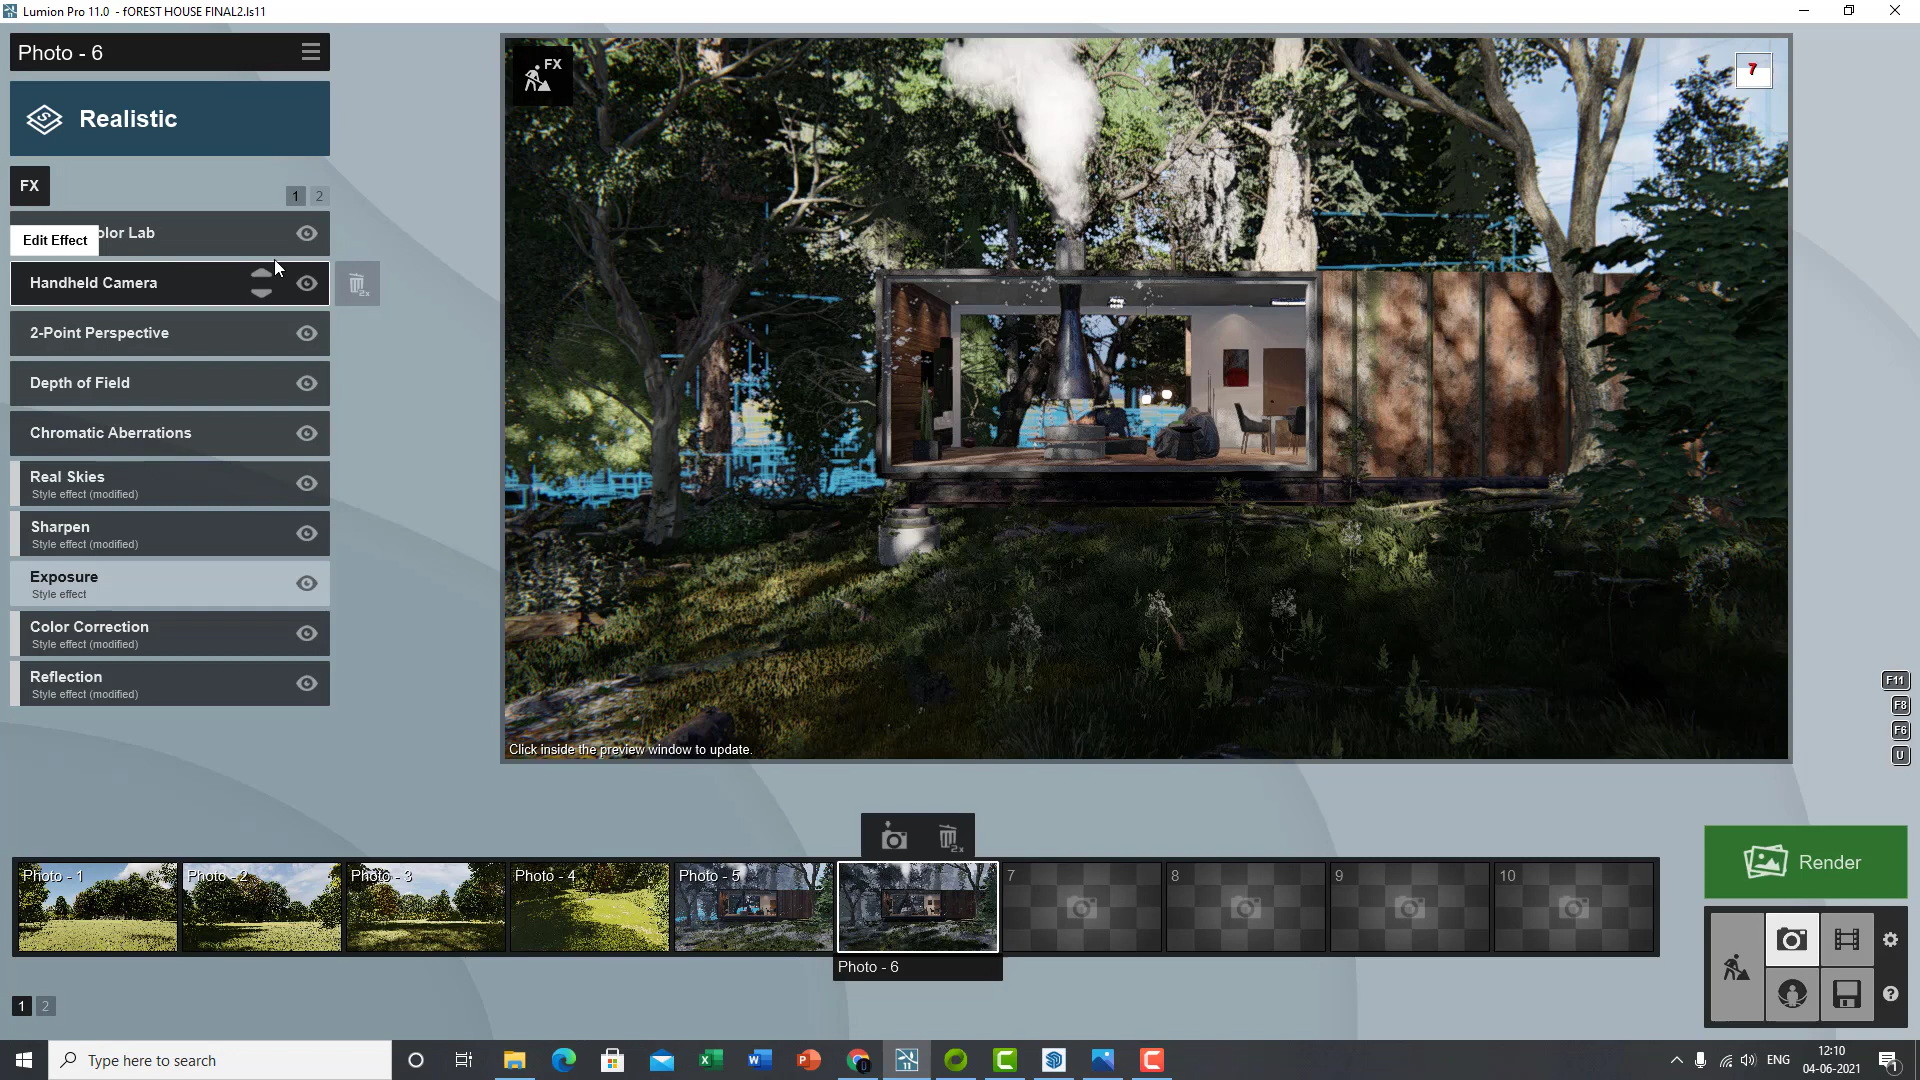 Lumion Pro 11.0 - fOREST HOUSE FINAL2.ls11
Photo - 6
Realistic
FX
1 2
olor Lab
Edit Effect
Handheld Camera
2x
2-Point Perspective
Depth of Field
Chromatic Aberrations
Real Skies
Style effect (modified)
Sharpen
Style effect (modified)
Exposure
Style effect
Color Correction
Style effect (modified)
Reflection
Style effect (modified)
FX
7
Click inside the preview window to update.
F11
F8
F6
U
2x
Photo - 1
Photo - 2
Photo - 3
Photo - 4
Photo - 5
7
8
9
10
Photo - 6
Render
1 2
Type here to search
ENG
12:10
04-06-2021
1